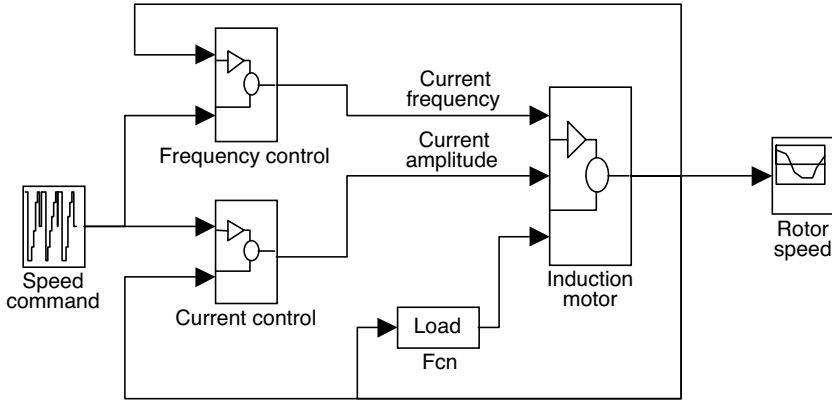 Current
frequency
Frequency control
Current
amplitude
Speed
command
Current control
Load
Fcn
Induction
motor
Rotor
speed